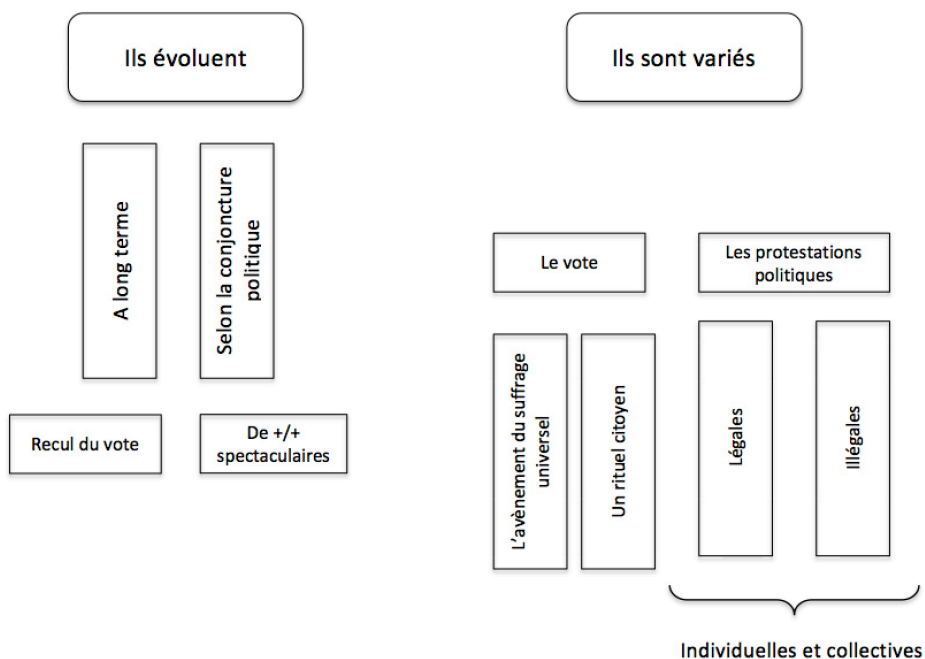 Ils évoluent
Ils sont variés
A long terme
Selon la conjoncture
politique
Le vote
Les protestations
politiques
L'avènement du suffrage
universel
Un rituel citoyen
Légales
Illégales
Recul du vote
De +/+
spectaculaires
Individuelles et collectives